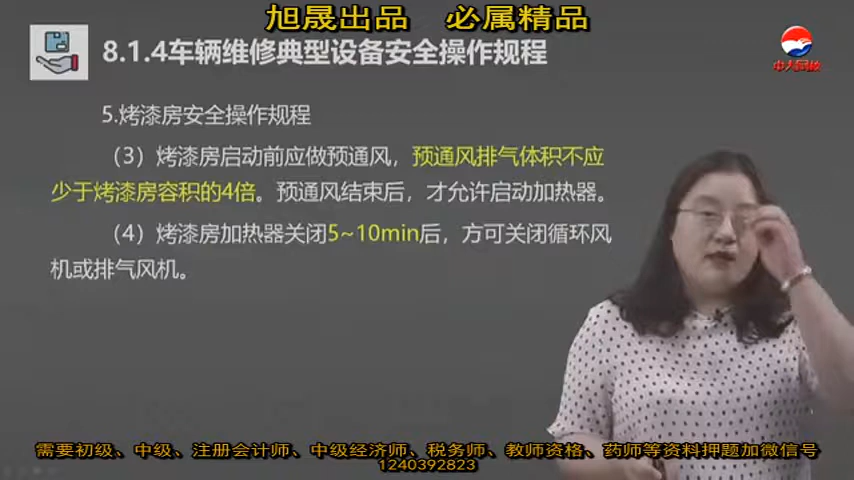 旭晟出品 必属精品
8.1.4车辆维修典型设备安全操作规程
中大网校
5.烤漆房安全操作规程
（3）烤漆房启动前应做预通风，预通风排气体积不应
少于烤漆房容积的4倍。预通风结束后，才允许启动加热器。
（4）烤漆房加热器关闭5~10min后，方可关闭循环风
机或排气风机。
需要初级、中级、注册会计师、中级经济师、税务师、教师资格、药师等资料押题加微信号
1240392823